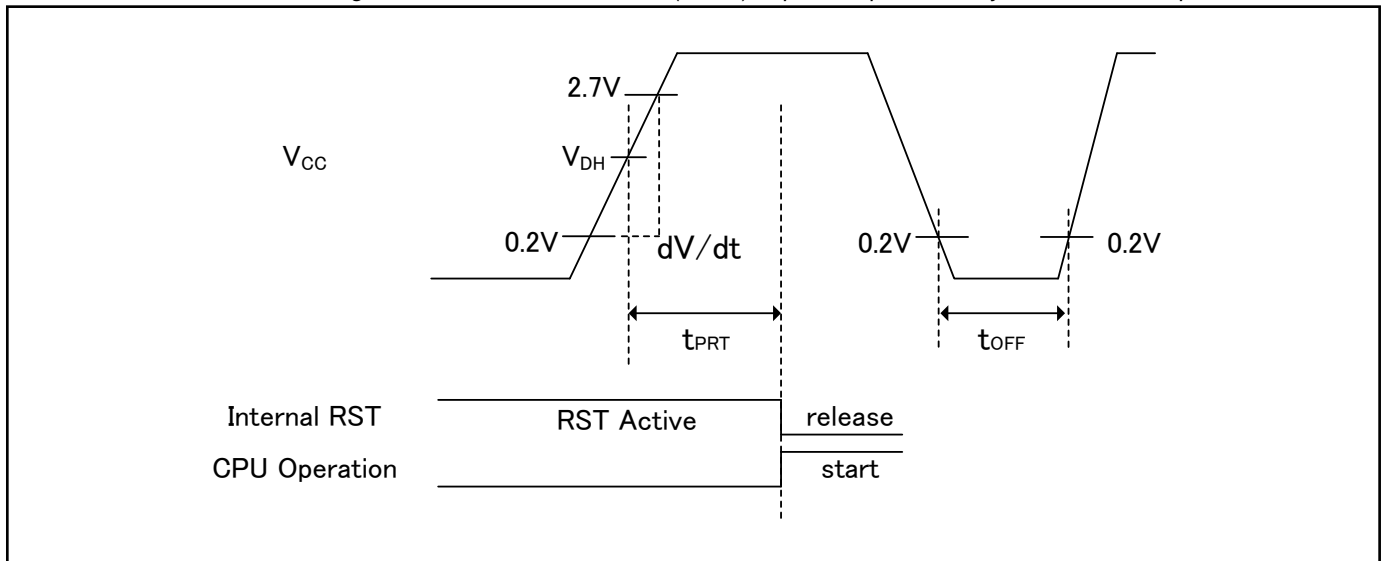 2.7V
VCC
VDH
0.2V
dV/dt
0.2V
0.2V
tPRT
tOFF
Internal RST
RST Active
release
CPU Operation
start